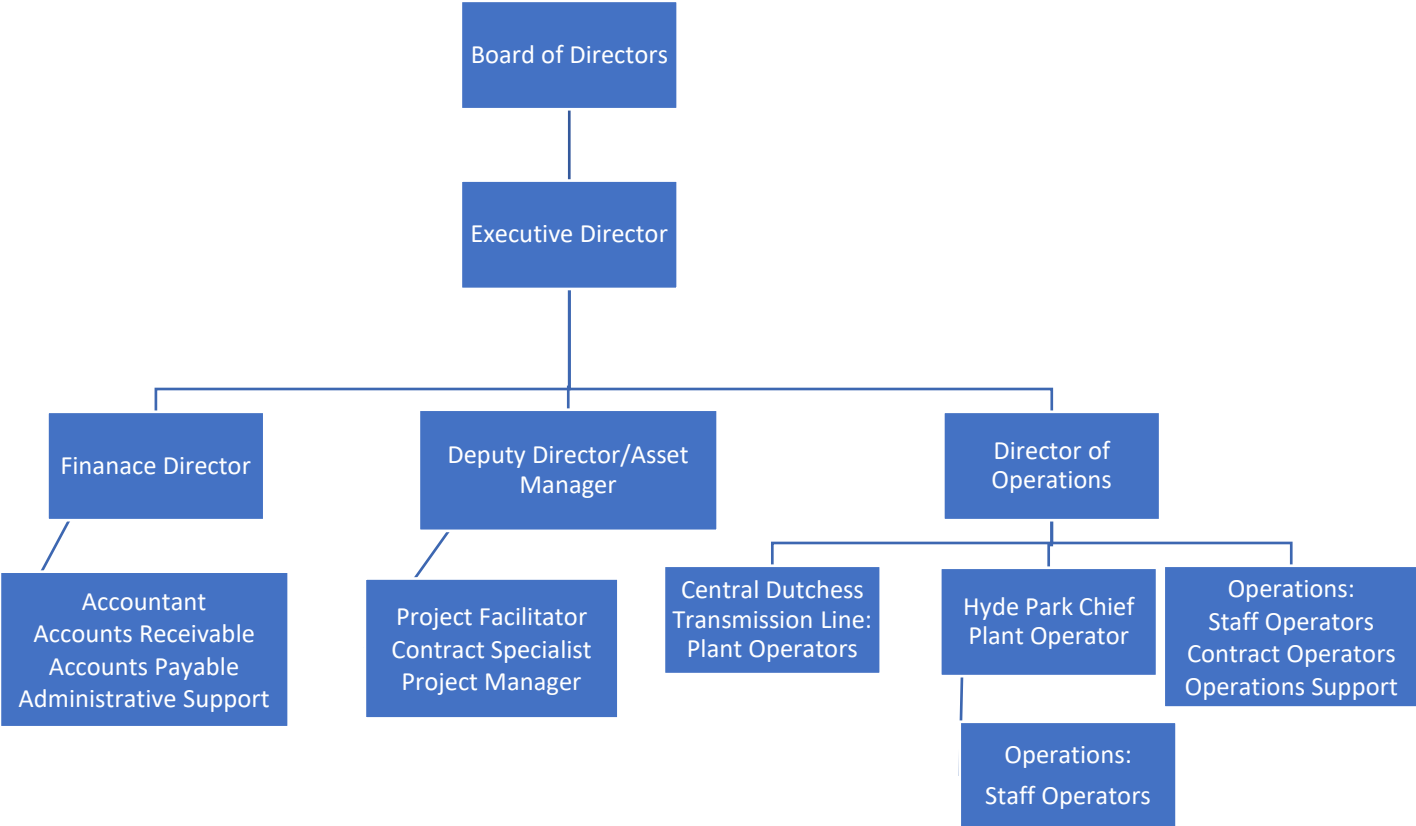 Board of Directors
Executive Director
Finanace Director
Deputy Director/Asset
Manager
Director of
Operations
Accountant
Accounts Receivable
Accounts Payable
Administrative Support
Project Facilitator
Contract Specialist
Project Manager
Central Dutchess
Transmission Line:
Plant Operators
Hyde Park Chief
Plant Operator
Operations:
Staff Operators
Contract Operators
Operations Support
Operations:
Staff Operators